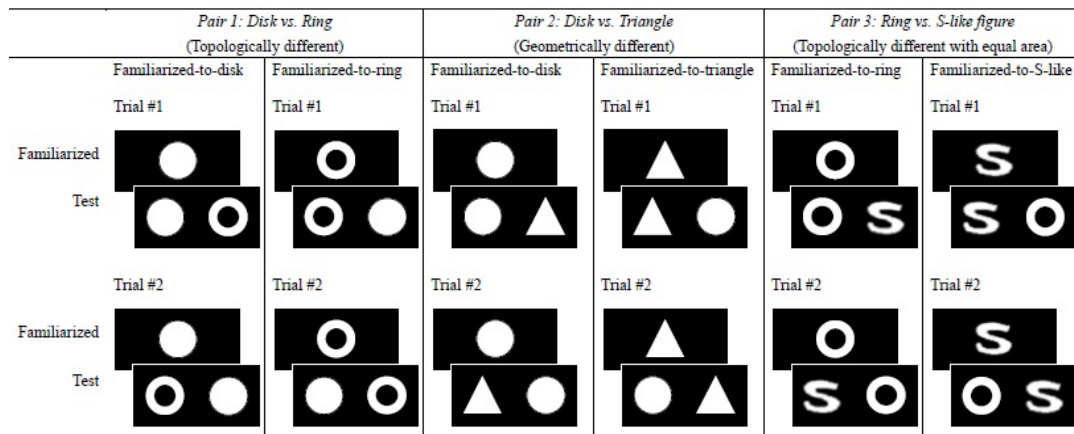 Pair 1: Disk vs. Ring Pair 2: Disk vs. Triangle Pair 3: Ring vs. S-like figure
(Topologically different) (Geometrically different) (Topologically different with equal area)
Familiarized-to-disk Familiarized-to-ring Familiarized-to-disk Familiarized-to-triangle Familiarized-to-ring Familiarized-to-S-like
Trial #1 Trial #1 Trial #1 Trial #1 Trial #1 Trial #1
Familiarized
Test
Trial #2 Trial #2 Trial #2 Trial #2 Trial #2 Trial #2
Familiarized
Test